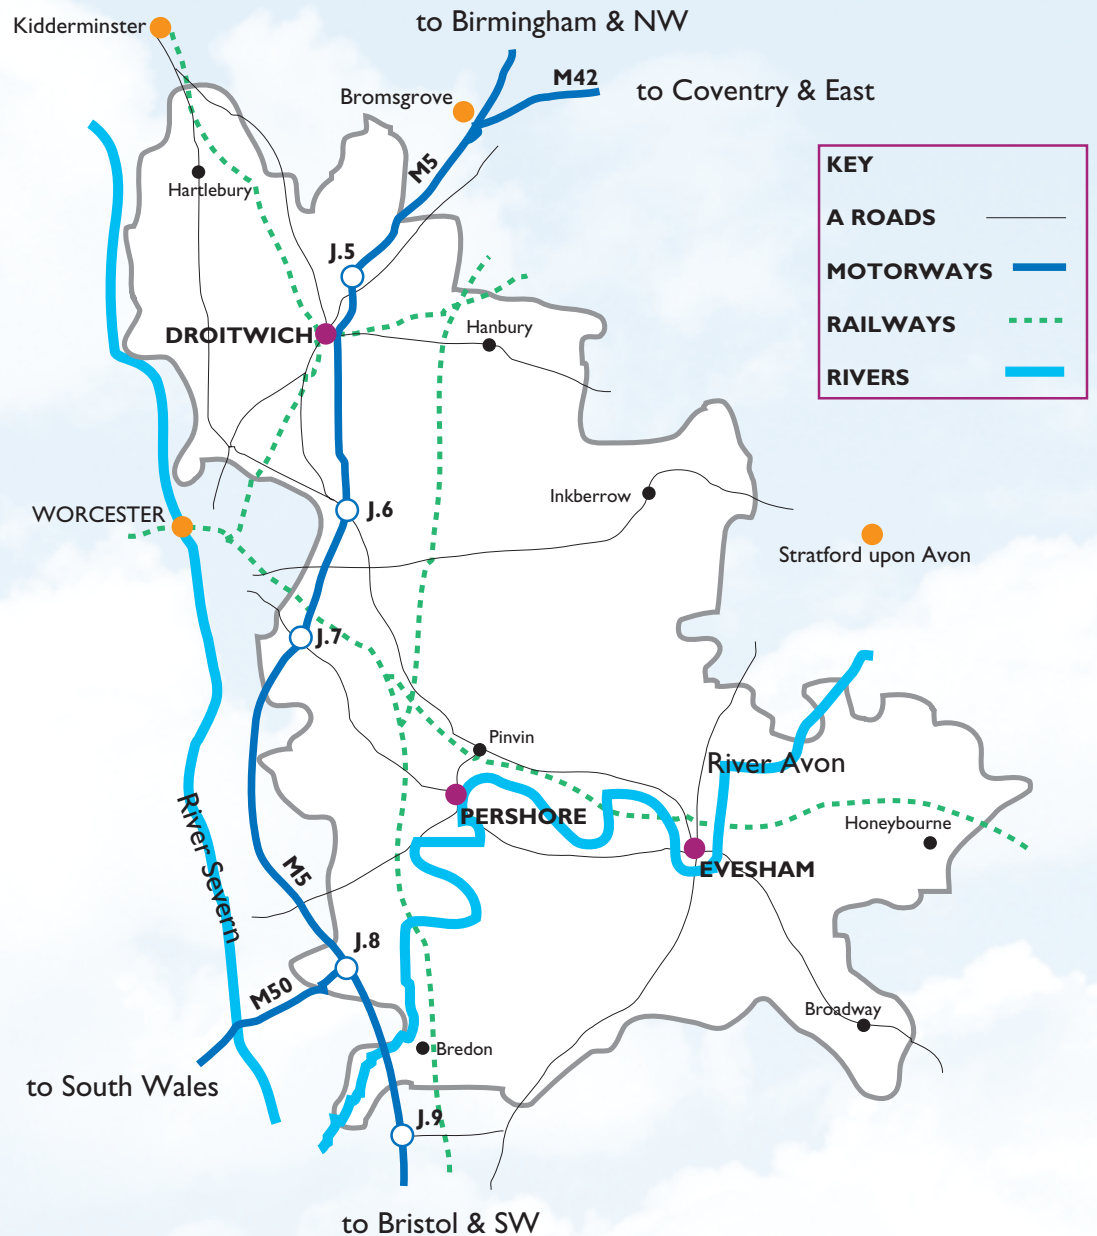 to Birmingham & NW
Kidderminster
M42
to Coventry & East
Bromsgrove
KEY
M5
Hartlebury
A ROADS
J.5
MOTORWAYS
RAILWAYS
Hanbury
DROITWICH
RIVERS
Inkberrow
J.6
WORCESTER
Stratford upon Avon
J.7
Pinvin
River Avon
PERSHORE
Honeybourne
River Severn
M5
EVESHAM
J.8
M50
Broadway
Bredon
to South Wales
J.9
to Bristol & SW